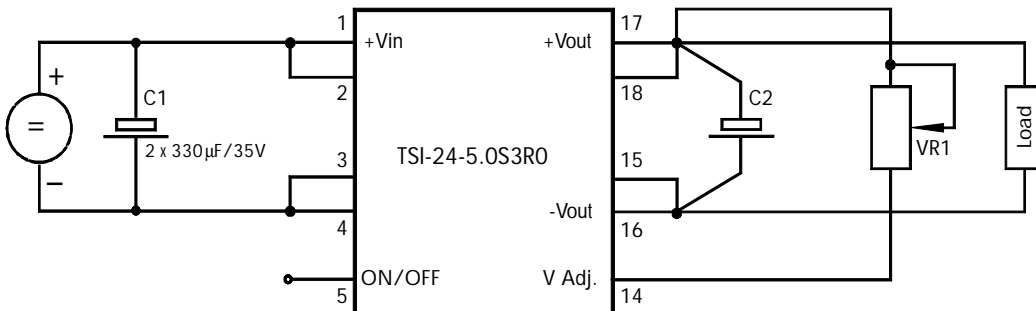 1
+Vin
+Vout
17
+
C1
2
18
C2
=
2 x 330µF/35V
3
TSI-24-5.0S3R0
15
VR1
Load
−
-Vout
4
16
ON/OFF
V Adj.
5
14